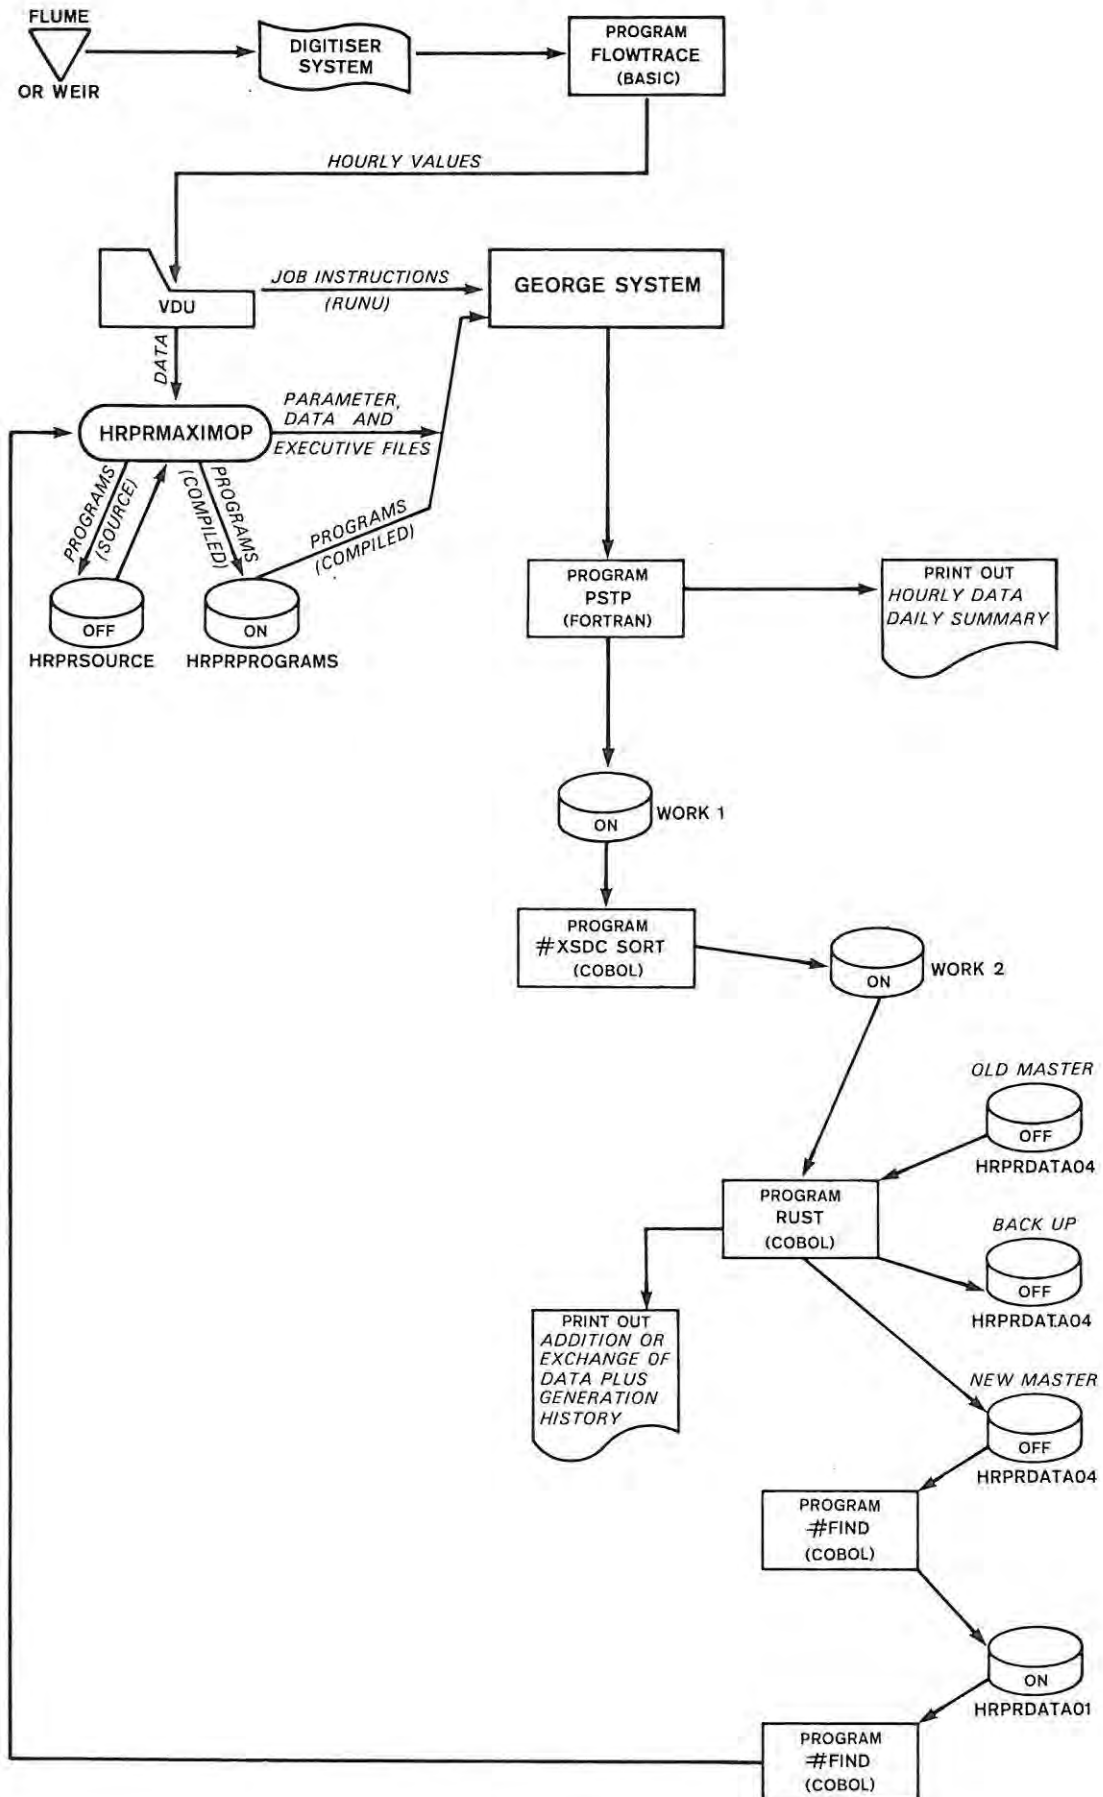 FLUME
OR WEIR
DIGITISER
SYSTEM
PROGRAM
FLOWTRACE
(BASIC)
HOURLY VALUES
VDU
JOB INSTRUCTIONS
(RUNU)
GEORGE SYSTEM
DATA
HRPRMAXIMOP
PARAMETER,
DATA AND
EXECUTIVE FILES
PROGRAMS
(SOURCE)
PROGRAMS
(COMPILED)
PROGRAMS
(COMPILED)
OFF
HRPRSOURCE
ON
HRPRPROGRAMS
PROGRAM
PSTP
(FORTRAN)
PRINT OUT
HOURLY DATA
DAILY SUMMARY
ON
WORK 1
PROGRAM
#XSDC SORT
(COBOL)
ON
WORK 2
OLD MASTER
OFF
HRPRDATA04
PROGRAM
RUST
(COBOL)
BACK UP
OFF
HRPRDATA04
PRINT OUT
ADDITION OR
EXCHANGE OF
DATA PLUS
GENERATION
HISTORY
NEW MASTER
OFF
HRPRDATA04
PROGRAM
#FIND
(COBOL)
ON
HRPRDATA01
PROGRAM
#FIND
(COBOL)